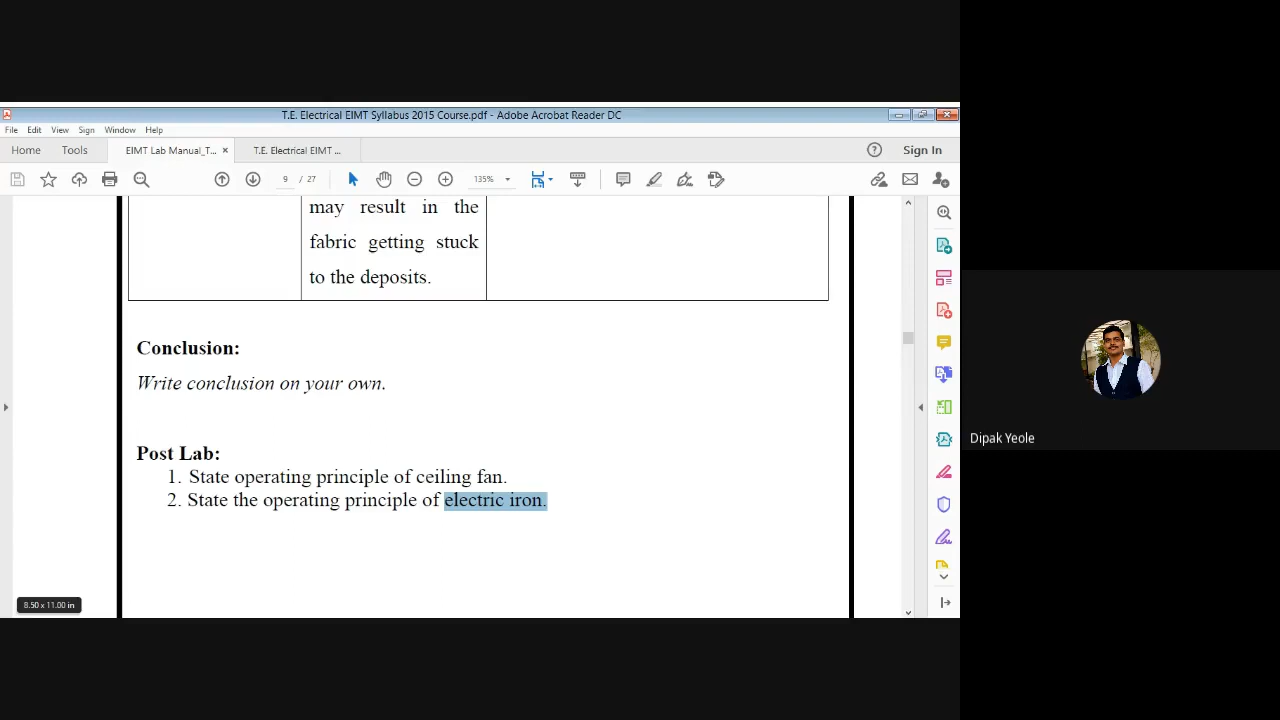 T.E. Electrical EIMT Syllabus 2015 Course.pdf - Adobe Acrobat Reader DC
File Edit View Sign Window Help
Home Tools EIMT Lab Manual_T... × T.E. Electrical EIMT ... Sign In
9 / 27 135%
may result in the
fabric getting stuck
to the deposits.
Conclusion:
Write conclusion on your own.
Post Lab:
1. State operating principle of ceiling fan.
2. State the operating principle of electric iron.
8.50 x 11.00 in
Dipak Yeole